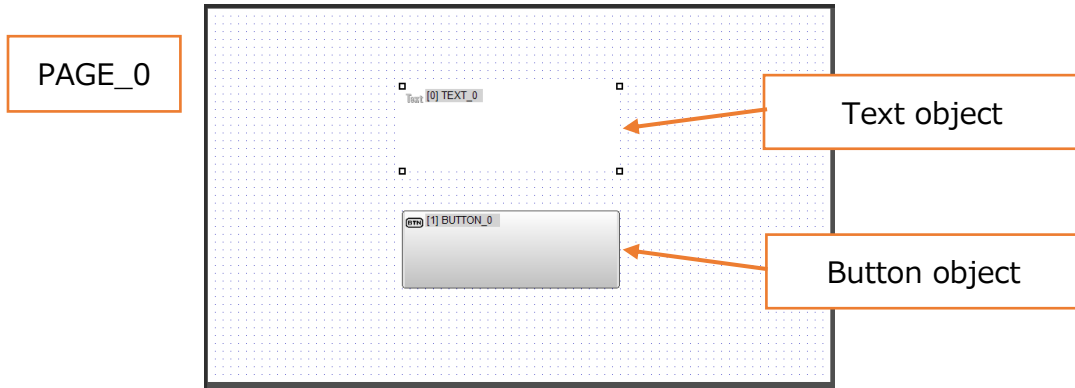 PAGE_0
Text [0] TEXT_0
Text object
BTN [1] BUTTON_0
Button object